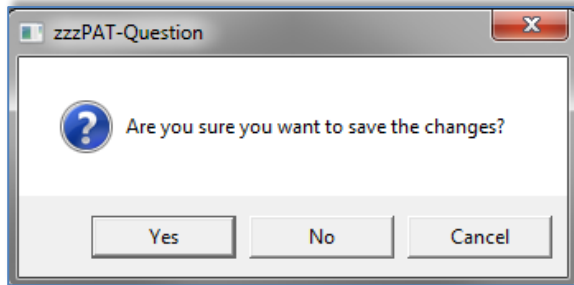 zzzPAT-Question
Are you sure you want to save the changes?
Yes No Cancel